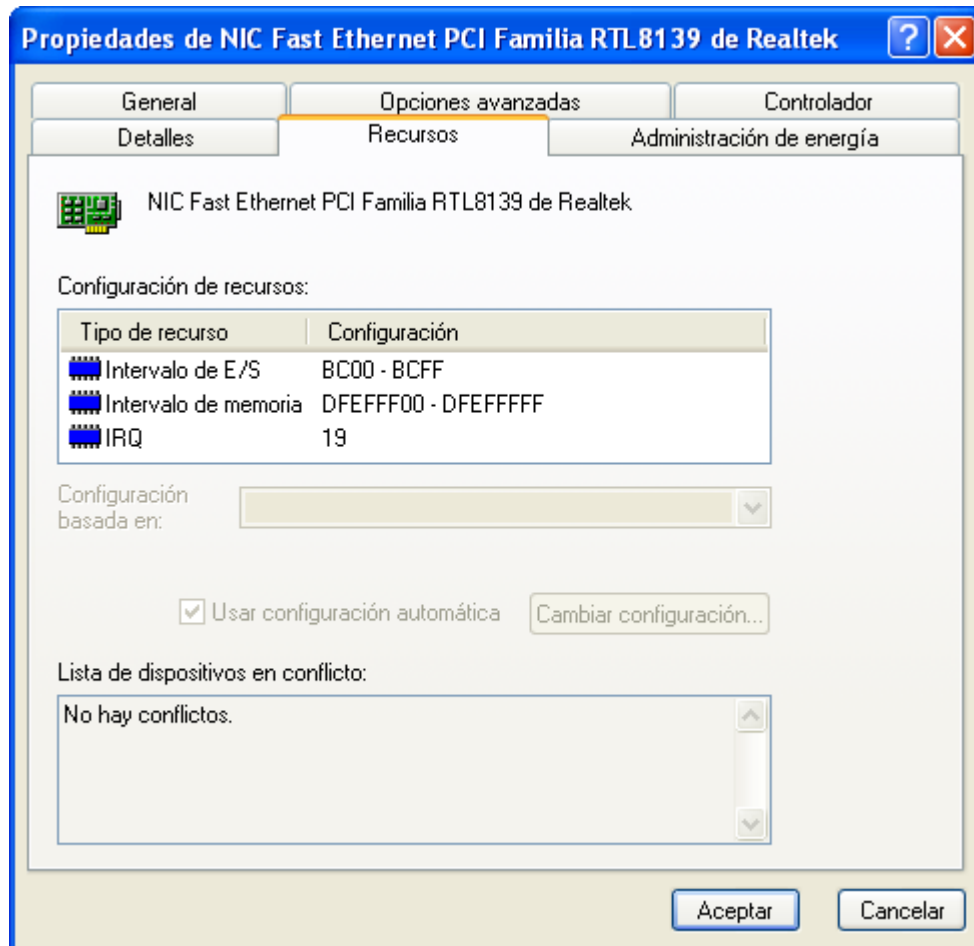 Propiedades de NIC Fast Ethernet PCI Familia RTL8139 de Realtek
General Opciones avanzadas Controlador
Detalles Recursos Administración de energía
NIC Fast Ethernet PCI Familia RTL8139 de Realtek
Configuración de recursos:
Tipo de recurso Configuración
Intervalo de E/S BC00 - BCFF
Intervalo de memoria DFEFFF00 - DFEFFFFF
IRQ 19
Configuración
basada en:
Usar configuración automática Cambiar configuración...
Lista de dispositivos en conflicto:
No hay conflictos.
Aceptar Cancelar